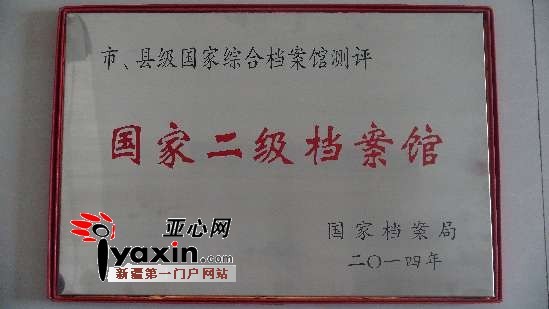 市、县级国家综合档案馆测评
国家二级档案馆
国家档案局
二〇一四年
亚心网
iyaxin.com
新疆第一门户网站